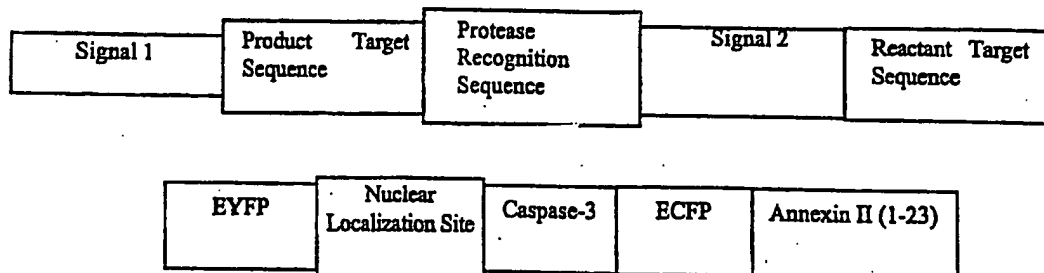 Signal 1
Product Target
Sequence
Protease
Recognition
Sequence
Signal 2
Reactant Target
Sequence
EYFP
Nuclear
Localization Site
Caspase-3
ECFP
Annexin II (1-23)